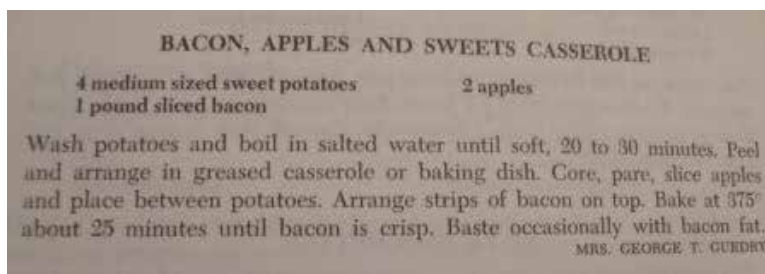 BACON, APPLES AND SWEETS CASSEROLE
4 medium sized sweet potatoes 2 apples
1 pound sliced bacon
Wash potatoes and boil in salted water until soft, 20 to 30 minutes. Peel
and arrange in greased casserole or baking dish. Core, pare, slice apples
and place between potatoes. Arrange strips of bacon on top. Bake at 375°
about 25 minutes until bacon is crisp. Baste occasionally with bacon fat.
MRS. GEORGE T. GUEDRY